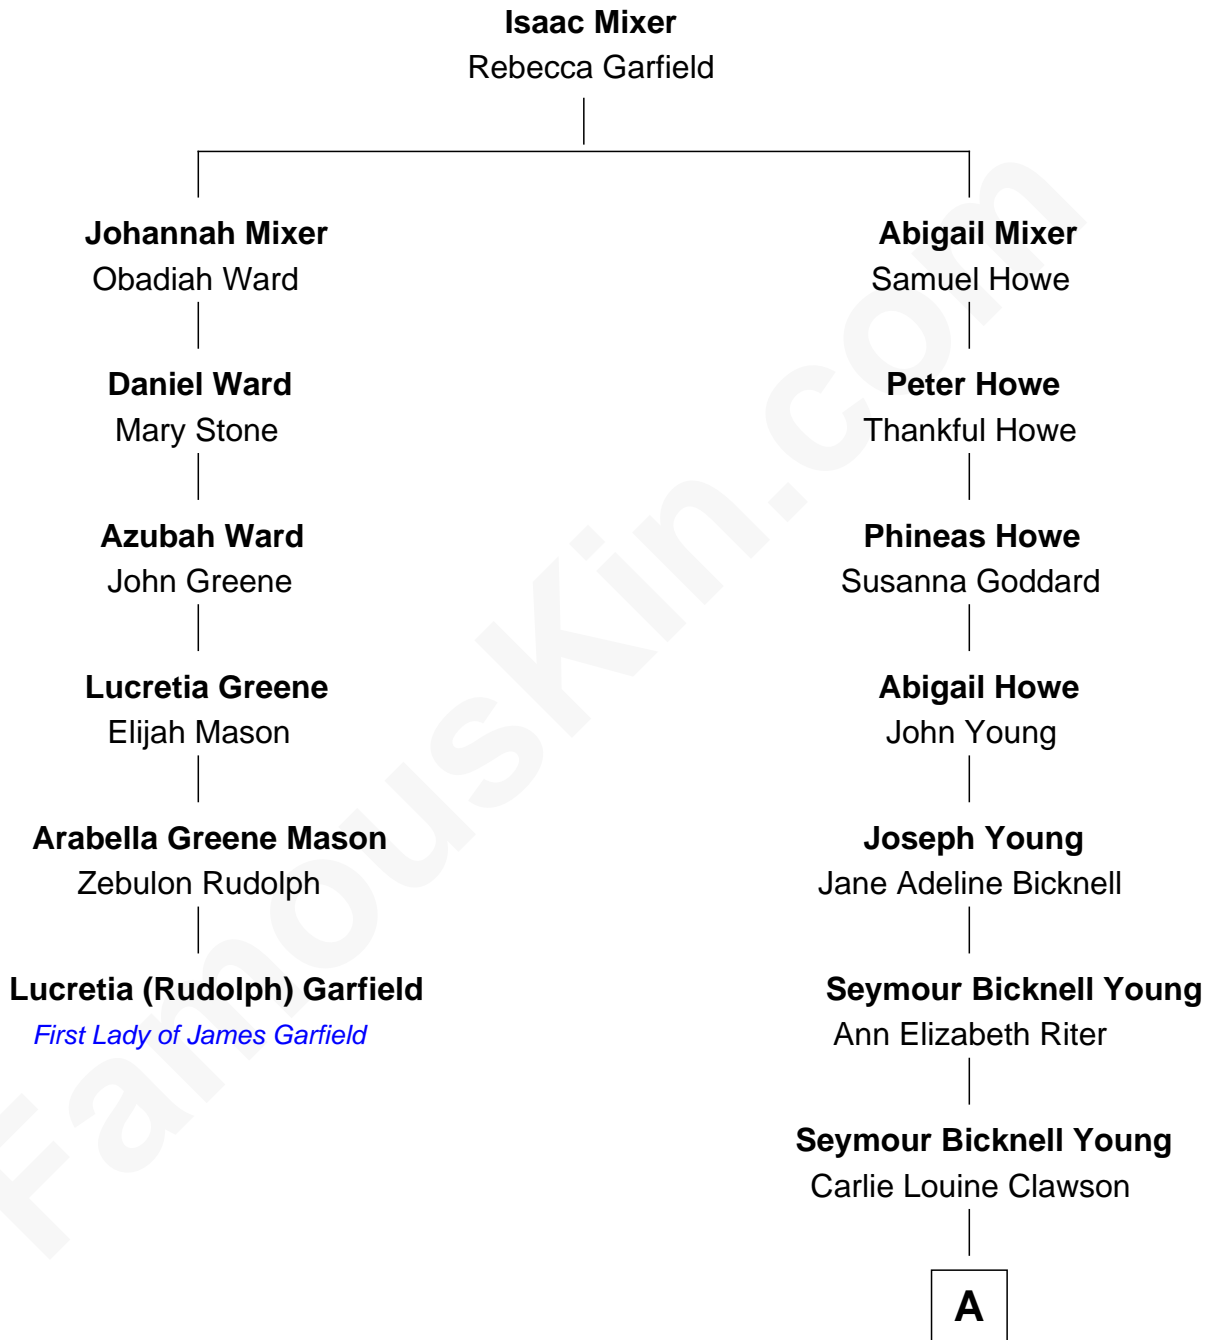 Isaac Mixer
Rebecca Garfield
Johannah Mixer
Obadiah Ward
Daniel Ward
Mary Stone
Azubah Ward
John Greene
Lucretia Greene
Elijah Mason
Arabella Greene Mason
Zebulon Rudolph
Lucretia (Rudolph) Garfield
First Lady of James Garfield
Abigail Mixer
Samuel Howe
Peter Howe
Thankful Howe
Phineas Howe
Susanna Goddard
Abigail Howe
John Young
Joseph Young
Jane Adeline Bicknell
Seymour Bicknell Young
Ann Elizabeth Riter
Seymour Bicknell Young
Carlie Louine Clawson
A
FamousKin.com